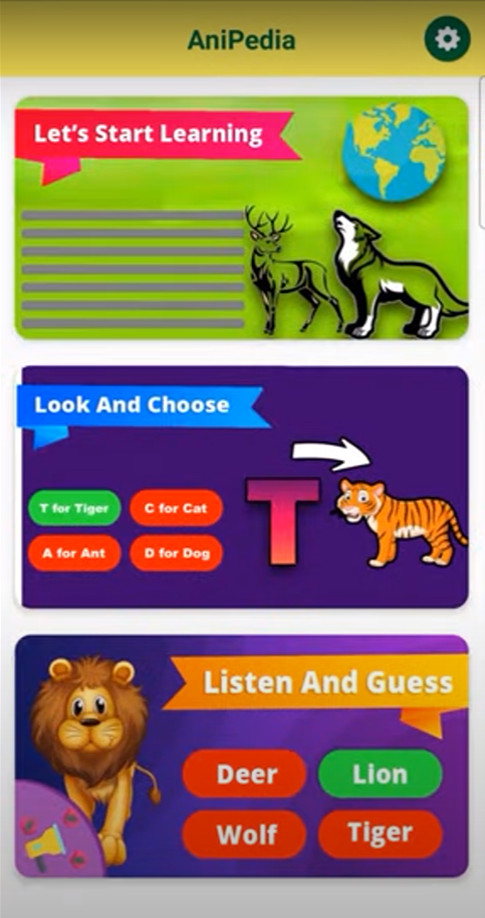 AniPedia
Let's Start Learning
Look And Choose
T for Tiger C for Cat
A for Ant D for Dog
T
Listen And Guess
Deer Lion
Wolf Tiger